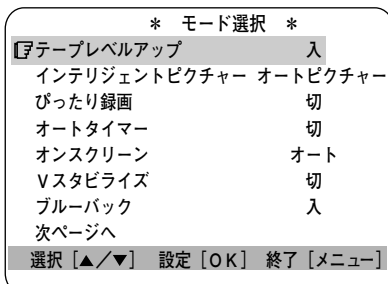 ＊ モード選択 ＊
☞テープレベルアップ 入
インテリジェントピクチャー オートピクチャー
ぴったり録画 切
オートタイマー 切
オンスクリーン オート
Ｖスタビライズ 切
ブルーバック 入
次ページへ
選択［▲／▼］ 設定［ＯＫ］ 終了［メニュー］